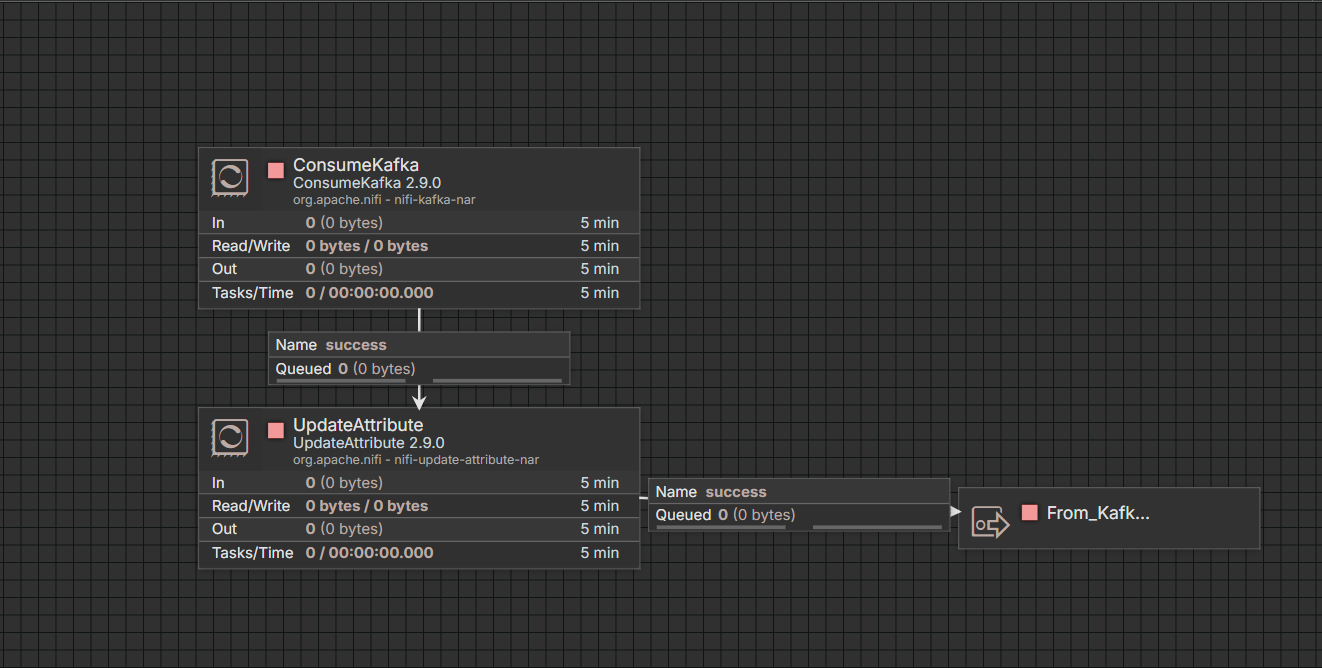 ConsumeKafka
ConsumeKafka 2.9.0
org.apache.nifi - nifi-kafka-nar
In 0 (0 bytes) 5 min
Read/Write 0 bytes / 0 bytes 5 min
Out 0 (0 bytes) 5 min
Tasks/Time 0 / 00:00:00.000 5 min
Name success
Queued 0 (0 bytes)
UpdateAttribute
UpdateAttribute 2.9.0
org.apache.nifi - nifi-update-attribute-nar
In 0 (0 bytes) 5 min
Read/Write 0 bytes / 0 bytes 5 min
Out 0 (0 bytes) 5 min
Tasks/Time 0 / 00:00:00.000 5 min
Name success
Queued 0 (0 bytes)
From_Kafk...